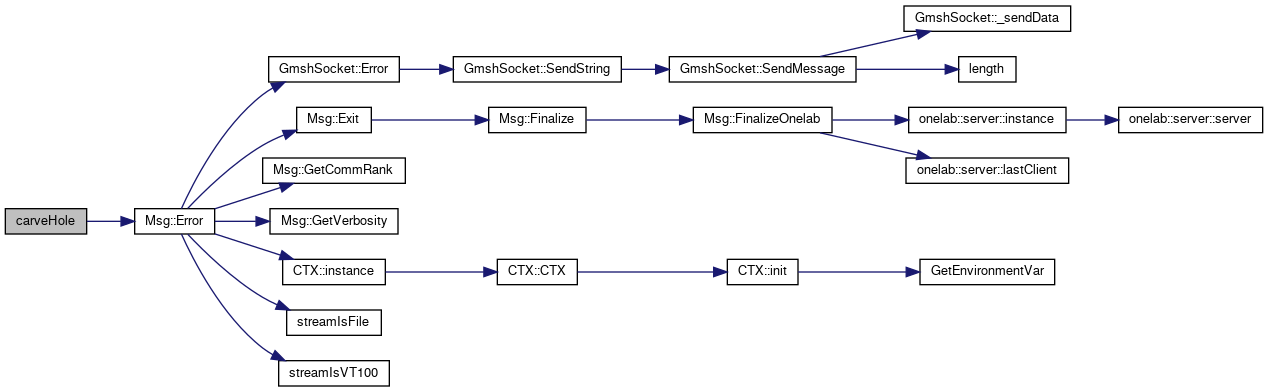 GmshSocket::_sendData
GmshSocket::Error
GmshSocket::SendString
GmshSocket::SendMessage
length
Msg::Exit
Msg::Finalize
Msg::FinalizeOnelab
onelab::server::instance
onelab::server::server
Msg::GetCommRank
onelab::server::lastClient
carveHole
Msg::Error
Msg::GetVerbosity
CTX::instance
CTX::CTX
CTX::init
GetEnvironmentVar
streamIsFile
streamIsVT100